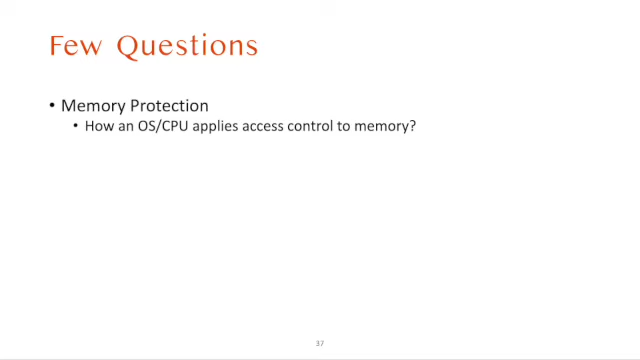 Few Questions
• Memory Protection
• How an OS/CPU applies access control to memory?
37